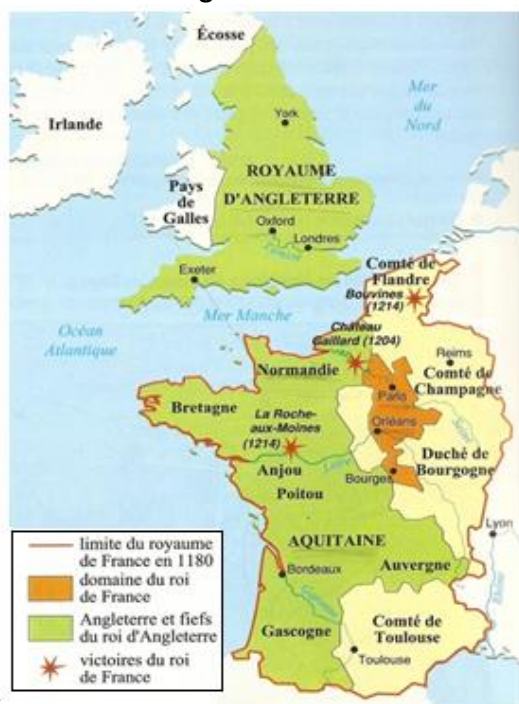 Écosse
Mer
du
Nord
Irlande
York
ROYAUME
D'ANGLETERRE
Pays
de
Galles
Oxford
Londres
Tamise
Exeter
Comté de
Flandre
Bouvines
(1214)
Mer Manche
Océan
Atlantique
Château
Gaillard (1204)
Reims
Normandie
Comté de
Champagne
Paris
Bretagne
La Roche-
aux-Moines
(1214)
Orléans
Duché de
Bourgogne
Loire
Anjou
Bourges
Poitou
AQUITAINE
Lyon
Auvergne
Bordeaux
Rhône
Gascogne
Comté de
Toulouse
Toulouse
limite du royaume
de France en 1180
domaine du roi
de France
Angleterre et fiefs
du roi d'Angleterre
victoires du roi
de France